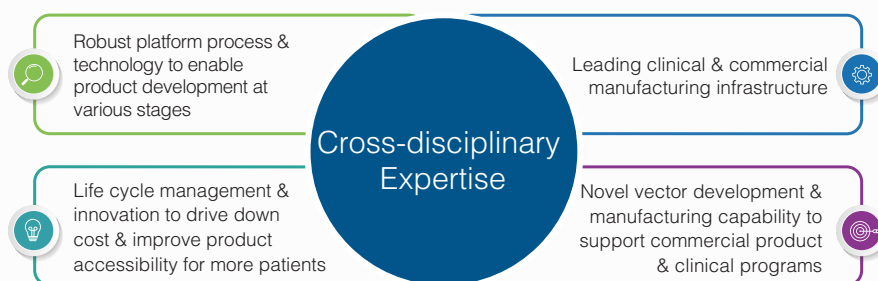 Robust platform process &
technology to enable
product development at
various stages
Leading clinical & commercial
manufacturing infrastructure
Cross-disciplinary
Expertise
Life cycle management &
innovation to drive down
cost & improve product
accessibility for more patients
Novel vector development &
manufacturing capability to
support commercial product
& clinical programs